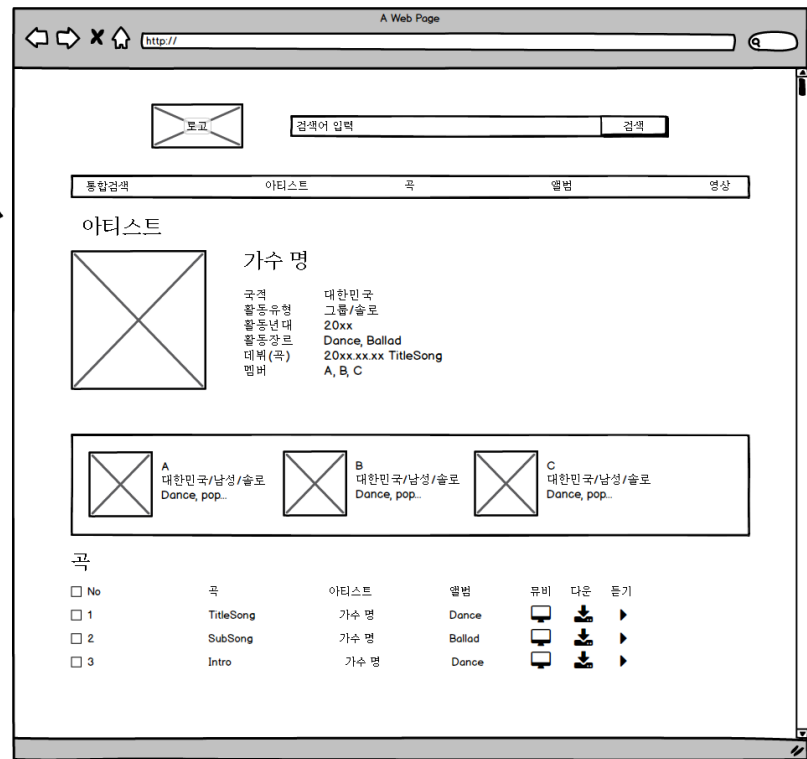 A Web Page
http://
로고
검색어 입력
검색
통합검색 아티스트 곡 앨범 영상
아티스트
가수 명
국적 대한민국
활동유형 그룹/솔로
활동년대 20xx
활동장르 Dance, Ballad
데뷔(곡) 20xx.xx.xx TitleSong
멤버 A, B, C
A
대한민국/남성/솔로
Dance, pop...
B
대한민국/남성/솔로
Dance, pop...
C
대한민국/남성/솔로
Dance, pop...
곡
No 곡 아티스트 앨범 뮤비 다운 듣기
1 TitleSong 가수 명 Dance
2 SubSong 가수 명 Ballad
3 Intro 가수 명 Dance